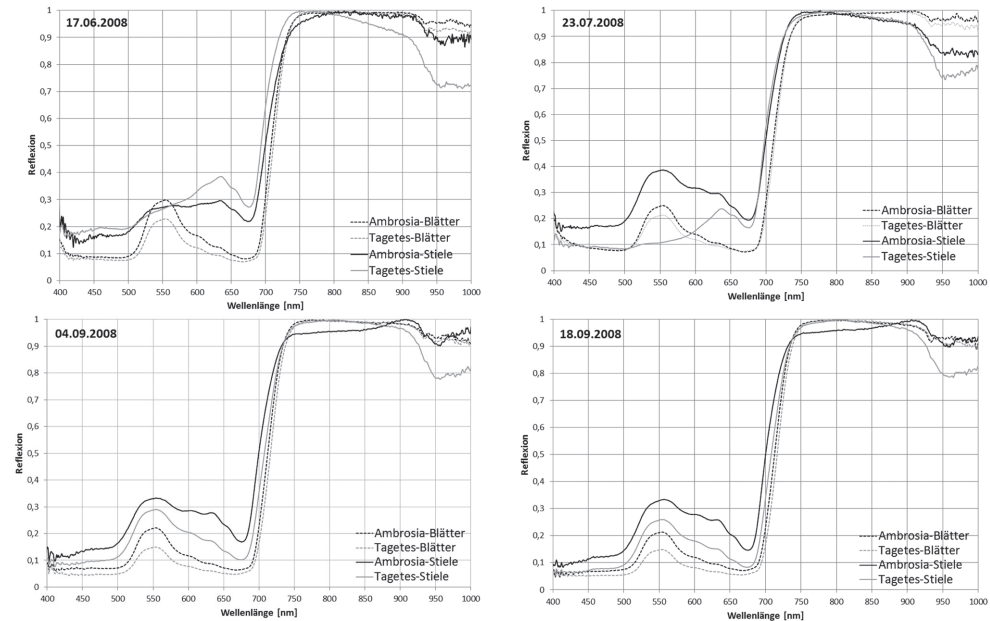 17.06.2008
1
0,9
0,8
0,7
0,6
0,5
0,4
0,3
0,2
0,1
0
Reflexion
400 450 500 550 600 650 700 750 800 850 900 950 1000
Wellenlänge [nm]
Ambrosia-Blätter
Tagetes-Blätter
Ambrosia-Stiele
Tagetes-Stiele
23.07.2008
1
0,9
0,8
0,7
0,6
0,5
0,4
0,3
0,2
0,1
0
Reflexion
400 450 500 550 600 650 700 750 800 850 900 950 1000
Wellenlänge [nm]
Ambrosia-Blätter
Tagetes-Blätter
Ambrosia-Stiele
Tagetes-Stiele
04.09.2008
1
0,9
0,8
0,7
0,6
0,5
0,4
0,3
0,2
0,1
0
Reflexion
400 450 500 550 600 650 700 750 800 850 900 950 1000
Wellenlänge [nm]
Ambrosia-Blätter
Tagetes-Blätter
Ambrosia-Stiele
Tagetes-Stiele
18.09.2008
1
0,9
0,8
0,7
0,6
0,5
0,4
0,3
0,2
0,1
0
Reflexion
400 450 500 550 600 650 700 750 800 850 900 950 1000
Wellenlänge [nm]
Ambrosia-Blätter
Tagetes-Blätter
Ambrosia-Stiele
Tagetes-Stiele